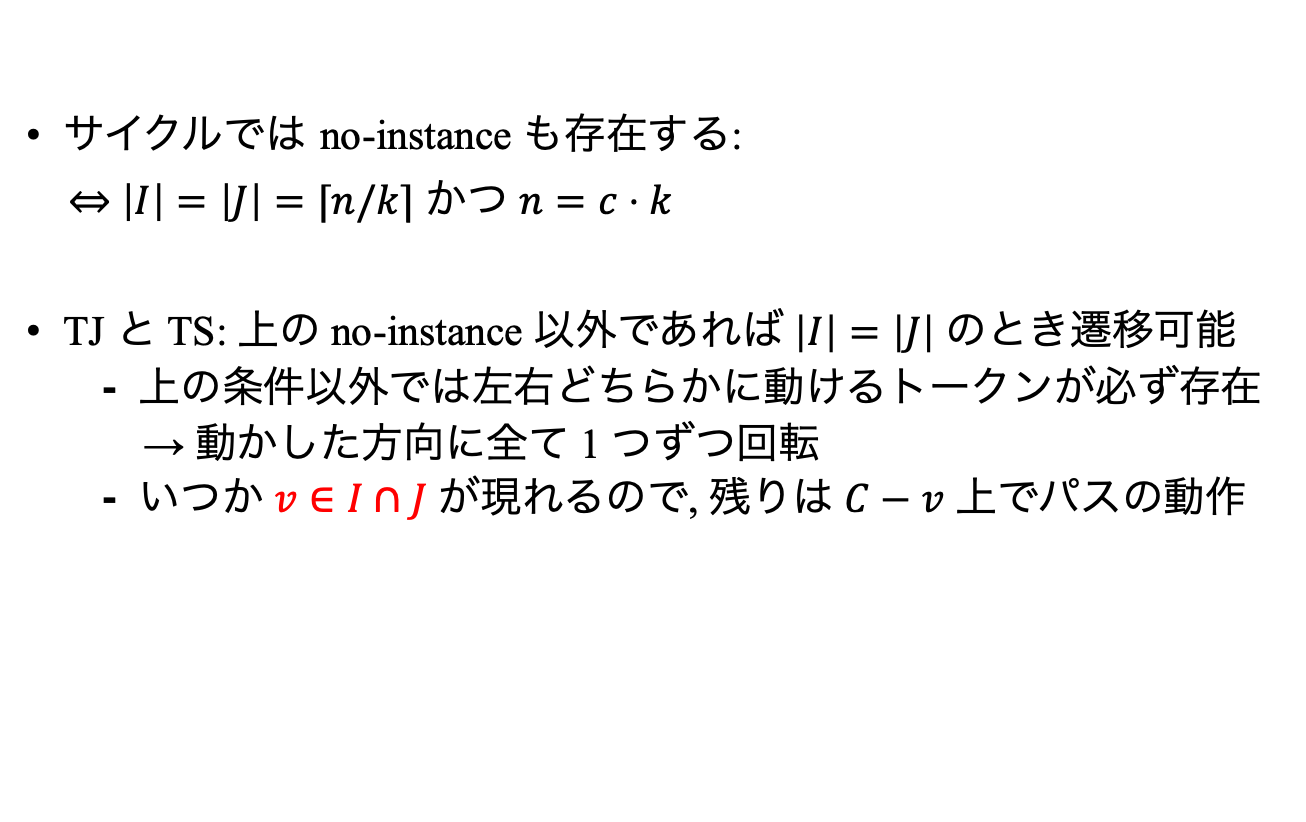 • サイクルでは no-instance も存在する:
⇔ |I| = |J| = ⌈n/k⌉ かつ n = c · k
• TJ と TS: 上の no-instance 以外であれば |I| = |J| のとき遷移可能
- 上の条件以外では左右どちらかに動けるトークンが必ず存在
→ 動かした方向に全て 1 つずつ回転
- いつか v ∈ I ∩ J が現れるので, 残りは C − v 上でパスの動作